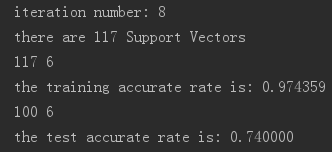 iteration number: 8
there are 117 Support Vectors
117 6
the training accurate rate is: 0.974359
100 6
the test accurate rate is: 0.740000